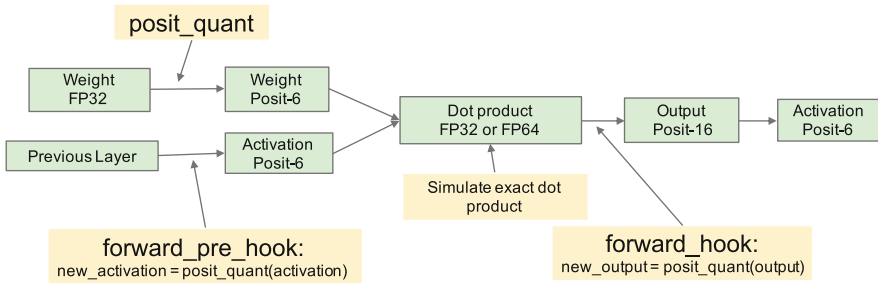 posit_quant
Weight
FP32
Weight
Posit-6
Previous Layer
Activation
Posit-6
Dot product
FP32 or FP64
Output
Posit-16
Activation
Posit-6
Simulate exact dot
product
forward_pre_hook:
new_activation = posit_quant(activation)
forward_hook:
new_output = posit_quant(output)